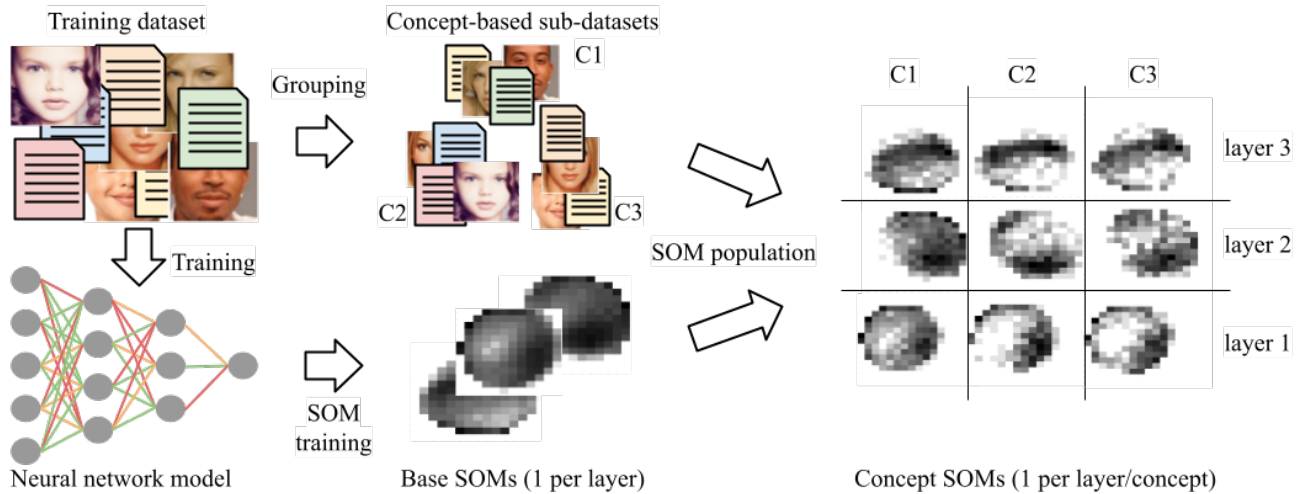 Training dataset
Concept-based sub-datasets
C1
Grouping
C2
C3
Training
SOM
training
Neural network model
Base SOMs (1 per layer)
SOM population
C1
C2
C3
layer 3
layer 2
layer 1
Concept SOMs (1 per layer/concept)